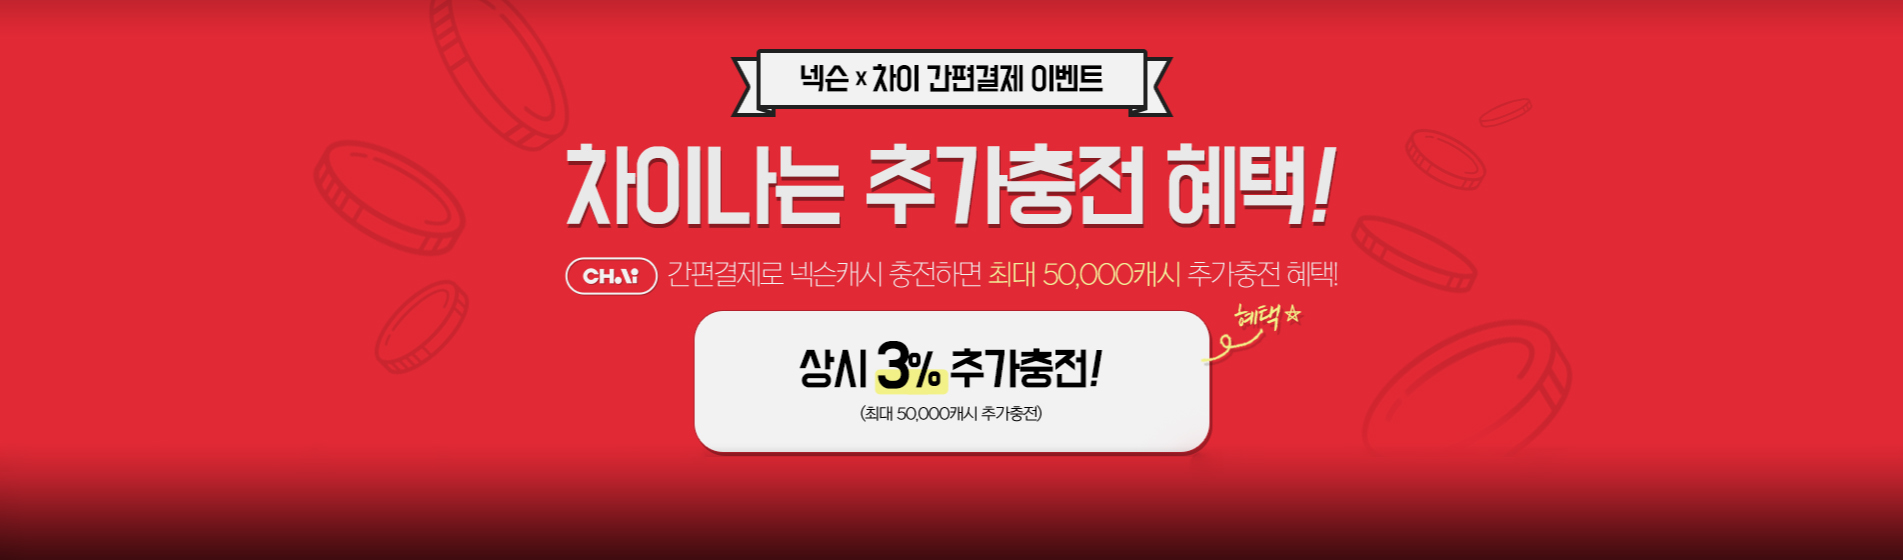 넥슨 x 차이 간편결제 이벤트
차이나는 추가충전 혜택!
CHAi 간편결제로 넥슨캐시 충전하면 최대 50,000캐시 추가충전 혜택!
혜택☆
상시 3% 추가충전!
(최대 50,000캐시 추가충전)